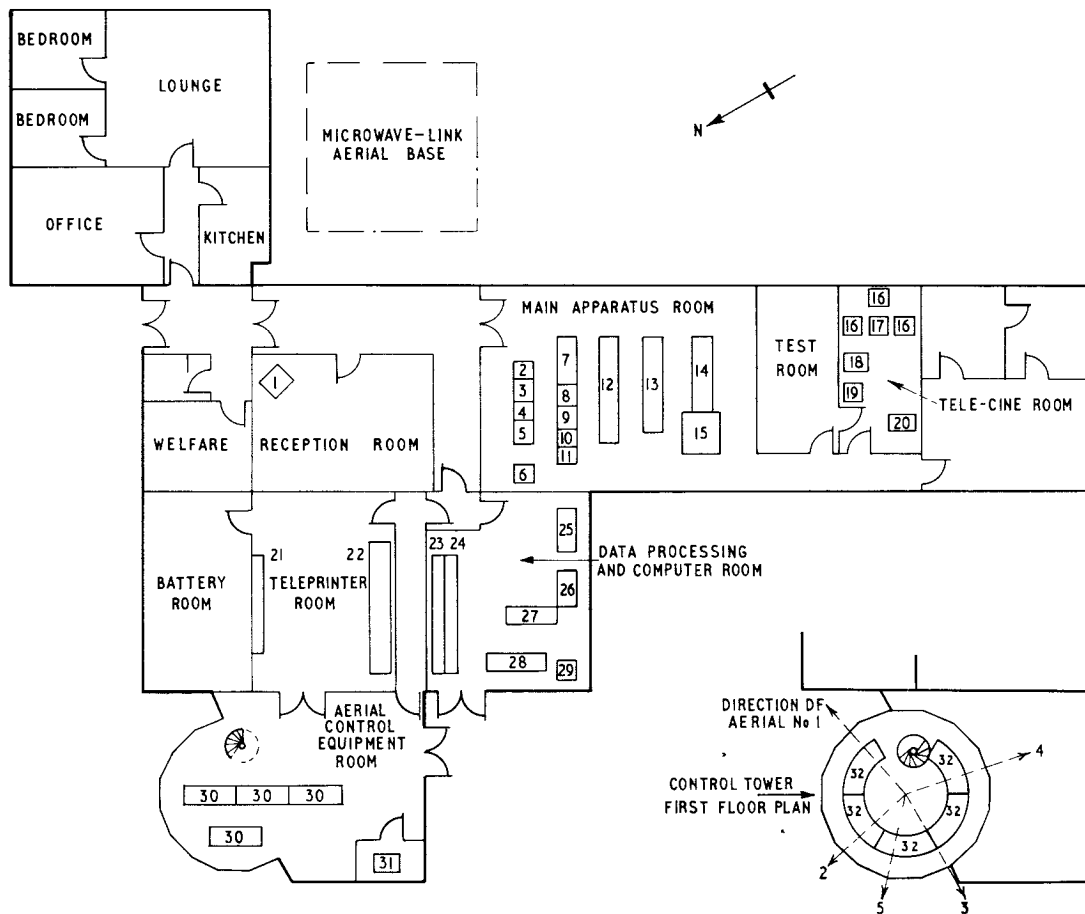 BEDROOM
LOUNGE
BEDROOM
OFFICE
KITCHEN
MICROWAVE-LINK
AERIAL BASE
N
MAIN APPARATUS ROOM
1
WELFARE
RECEPTION ROOM
2
3
4
5
6
7
8
9
10
11
12
13
14
15
TEST
ROOM
16
16
17
16
18
19
20
TELE-CINE ROOM
BATTERY
ROOM
21
TELEPRINTER
ROOM
22
23
24
25
DATA PROCESSING
AND COMPUTER ROOM
26
27
28
29
AERIAL
CONTROL
EQUIPMENT
ROOM
30
30
30
30
31
DIRECTION OF
AERIAL No 1
CONTROL TOWER
FIRST FLOOR PLAN
32
32
32
32
32
4
2
5
3